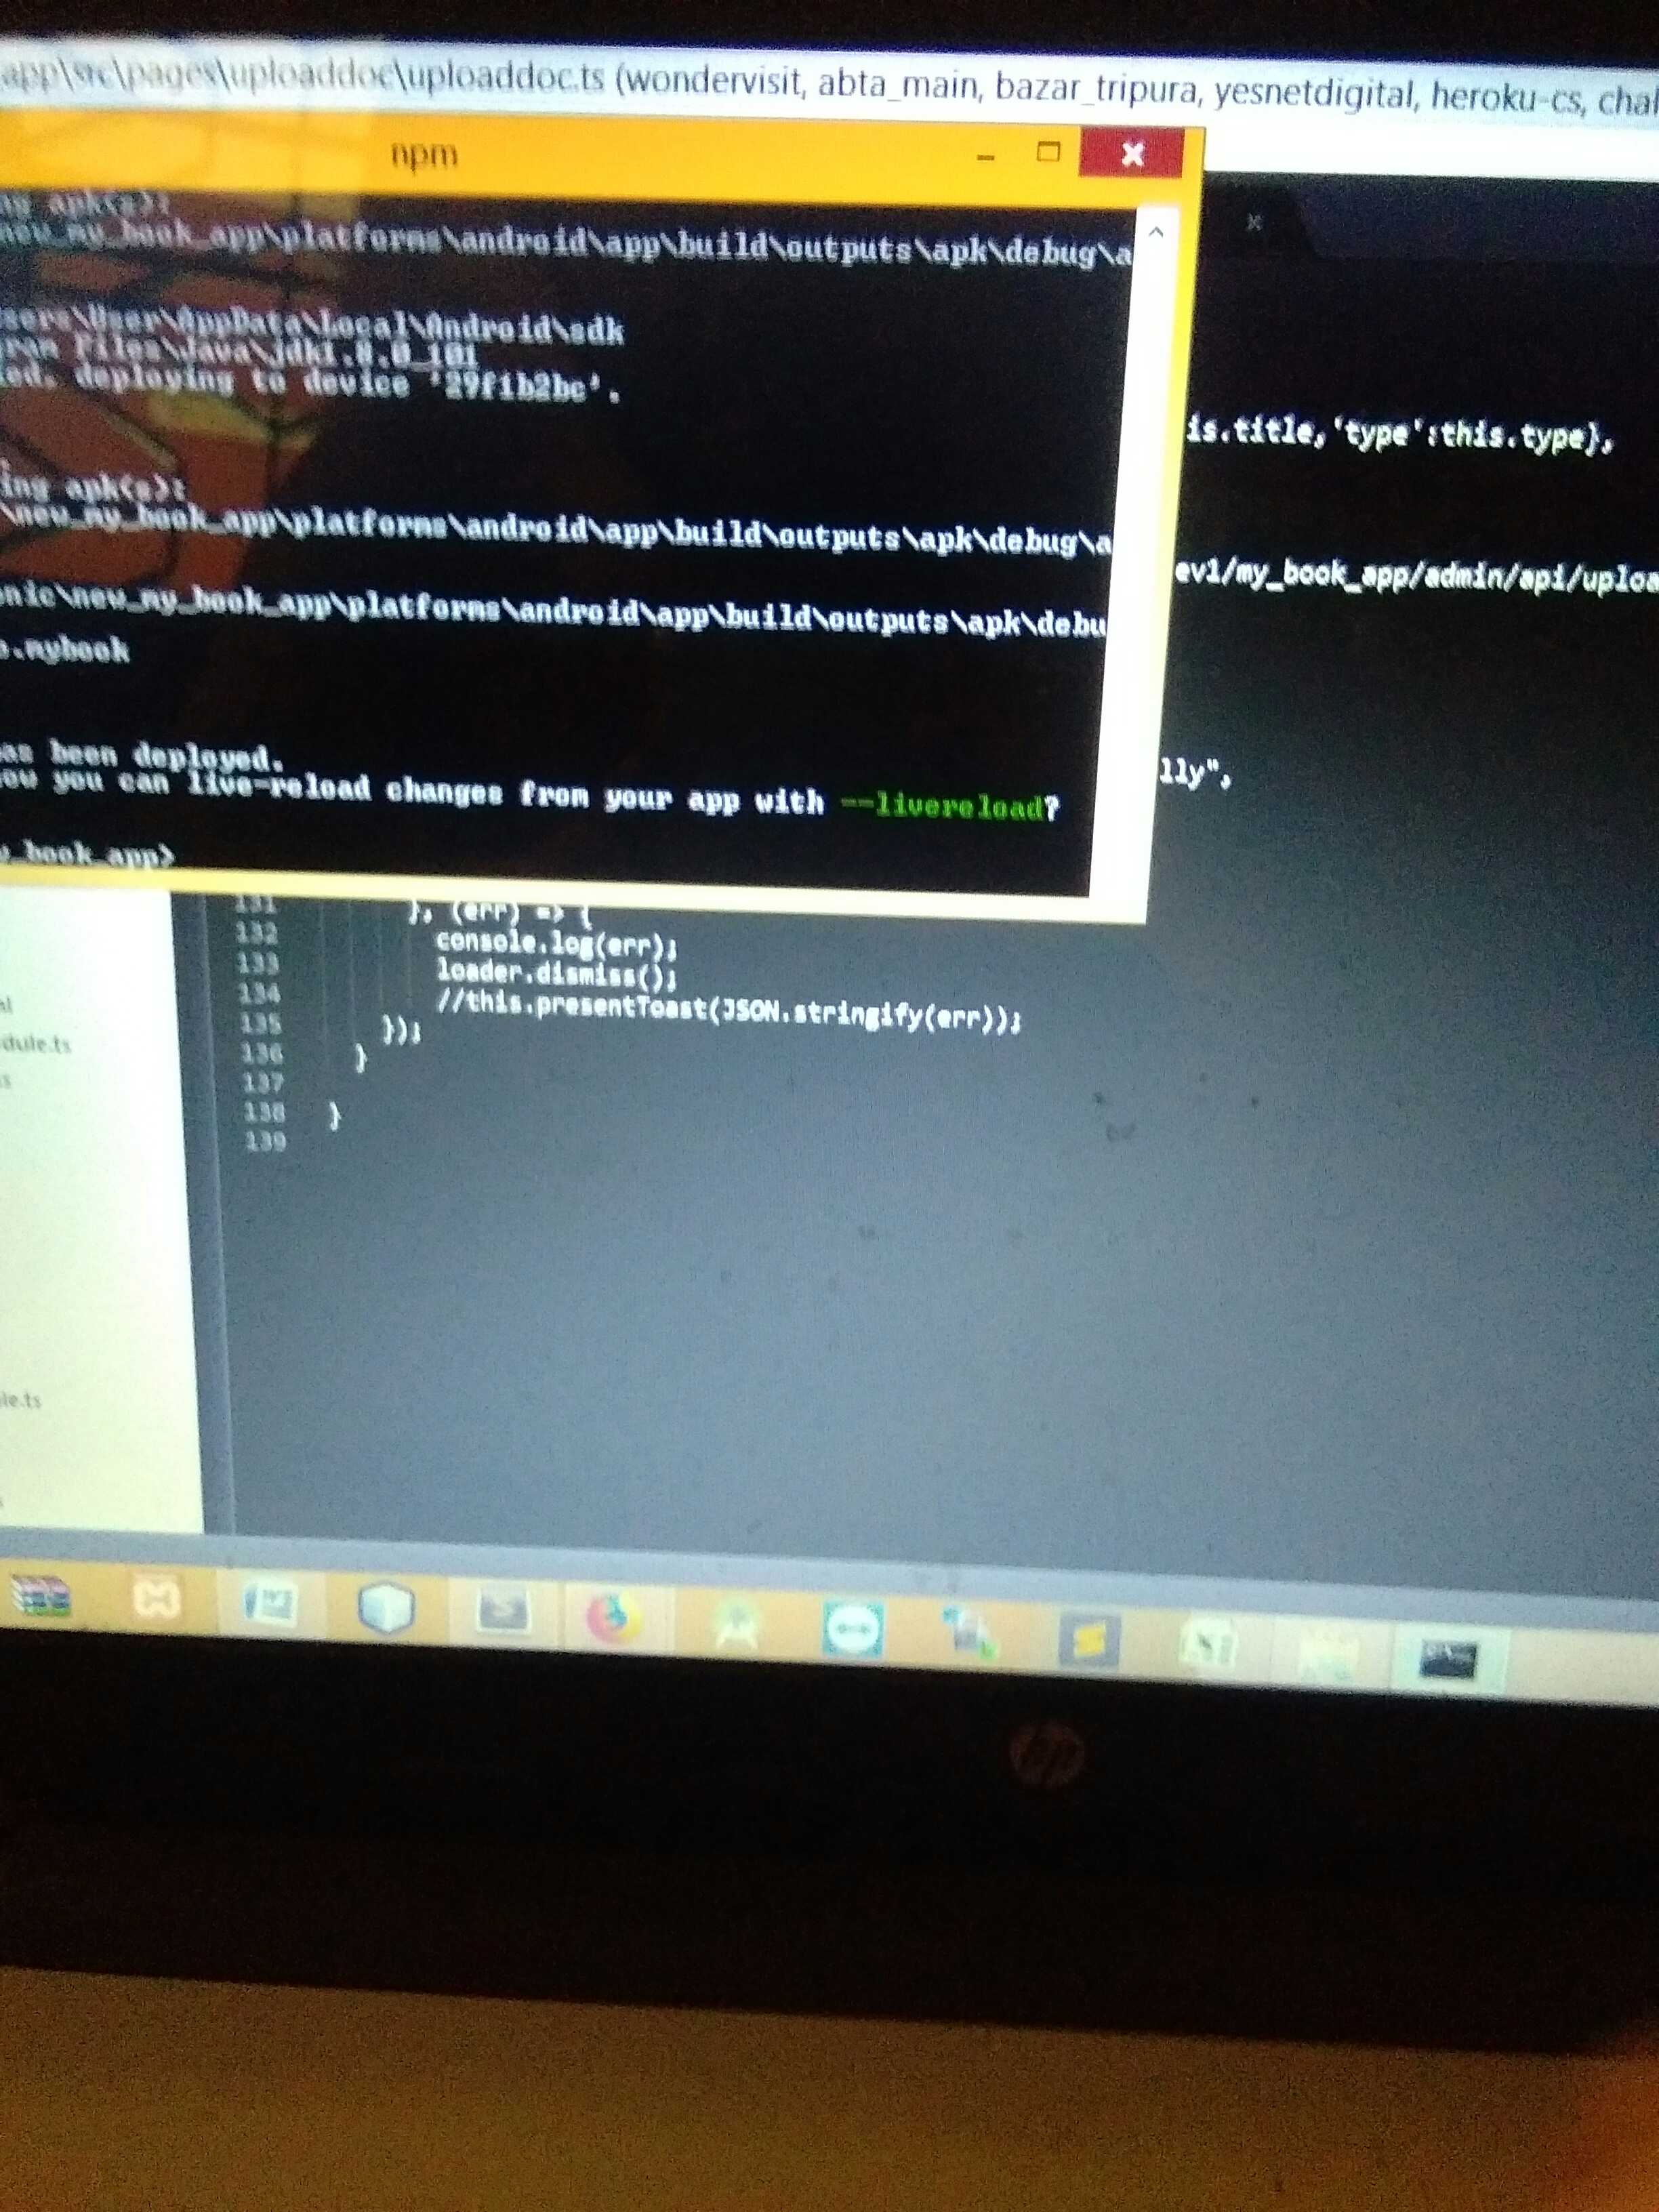 app\src\pages\uploaddoc\uploaddoc.ts (wondervisit, abta_main, bazar_tripura, yesnetdigital, heroku-cs, chal
npm
apk(s):
new_my_book_app\platforms\android\app\build\outputs\apk\debug\a
sers\User\AppData\Local\Android\sdk
ram Files\Java\jdk1.8.0_101
ed, deploying to device '29f1b2bc'.
ing apk(s):
\new_my_book_app\platforms\android\app\build\outputs\apk\debug\a
onic\new_my_book_app\platforms\android\app\build\outputs\apk\debu
o.mybook
as been deployed.
ow you can live-reload changes from your app with --livereload?
y_book_app>
is.title,'type':this.type},
ev1/my_book_app/admin/api/uploa
lly",
131 }, (err) => {
132 console.log(err);
133 loader.dismiss();
134 //this.presentToast(JSON.stringify(err));
135 });
136 }
137
138 }
139
dule.ts
le.ts
hp